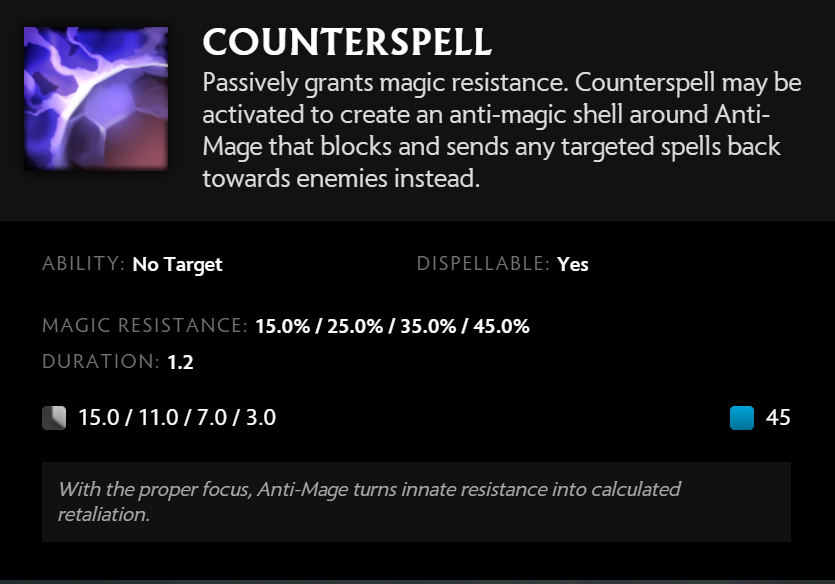 COUNTERSPELL
Passively grants magic resistance. Counterspell may be
activated to create an anti-magic shell around Anti-
Mage that blocks and sends any targeted spells back
towards enemies instead.
ABILITY: No Target
DISPELLABLE: Yes
MAGIC RESISTANCE: 15.0% / 25.0% / 35.0% / 45.0%
DURATION: 1.2
15.0 / 11.0 / 7.0 / 3.0
45
With the proper focus, Anti-Mage turns innate resistance into calculated
retaliation.